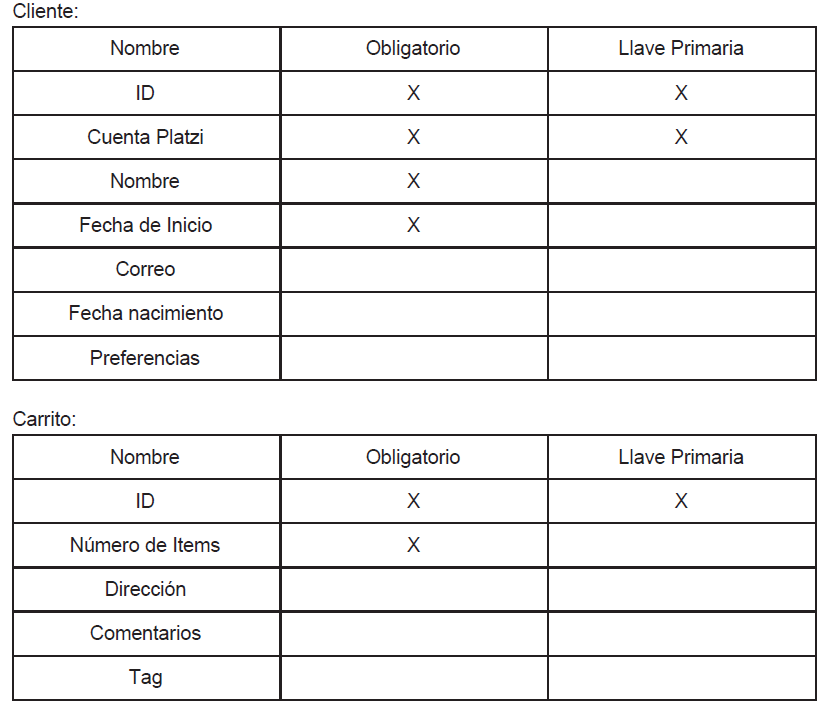 Cliente:
Nombre Obligatorio Llave Primaria
ID X X
Cuenta Platzi X X
Nombre X
Fecha de Inicio X
Correo
Fecha nacimiento
Preferencias
Carrito:
Nombre Obligatorio Llave Primaria
ID X X
Número de Items X
Dirección
Comentarios
Tag